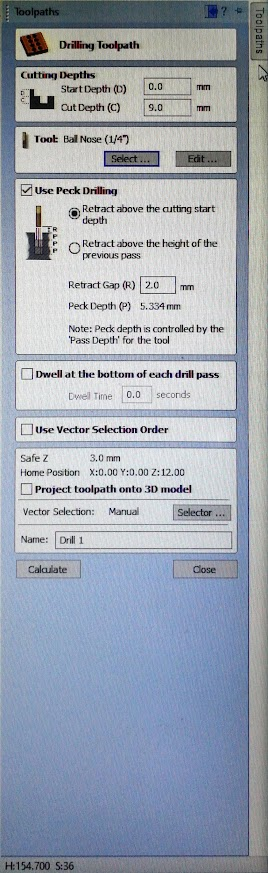 Toolpaths
?
Toolpaths
Drilling Toolpath
Cutting Depths
Start Depth (D) 0.0 mm
Cut Depth (C) 9.0 mm
Tool: Ball Nose (1/4")
Select ... Edit ...
Use Peck Drilling
Retract above the cutting start
depth
Retract above the height of the
previous pass
R
P
P
P
Retract Gap (R) 2.0 mm
Peck Depth (P) 5.334 mm
Note: Peck depth is controlled by the
'Pass Depth' for the tool
Dwell at the bottom of each drill pass
Dwell Time 0.0 seconds
Use Vector Selection Order
Safe Z 3.0 mm
Home Position X:0.00 Y:0.00 Z:12.00
Project toolpath onto 3D model
Vector Selection: Manual Selector ...
Name: Drill 1
Calculate Close
H:154.700 S:36